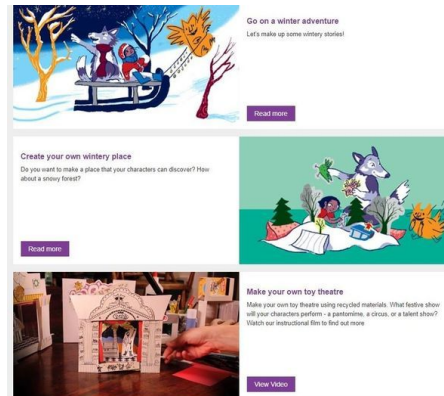 Go on a winter adventure
Let's make up some wintery stories!
Read more
Create your own wintery place
Do you want to make a place that your characters can discover? How
about a snowy forest?
Read more
Make your own toy theatre
Make your own toy theatre using recycled materials. What festive show
will your characters perform - a pantomime, a circus, or a talent show?
Watch our instructional film to find out more
View Video